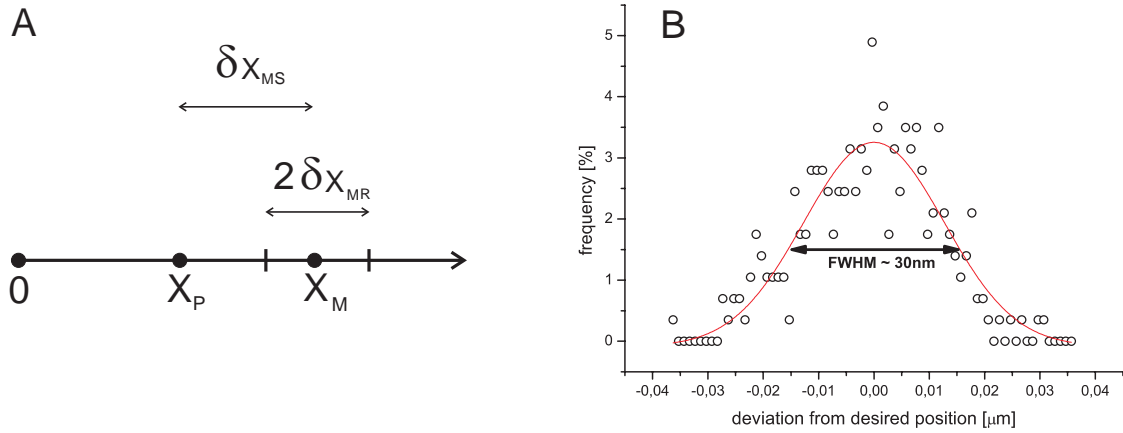 A
δX_MS
2δX_MR
0
X_P
X_M
B
frequency [%]
5
4
3
2
1
0
FWHM ~ 30nm
-0,04
-0,03
-0,02
-0,01
0,00
0,01
0,02
0,03
0,04
deviation from desired position [μm]